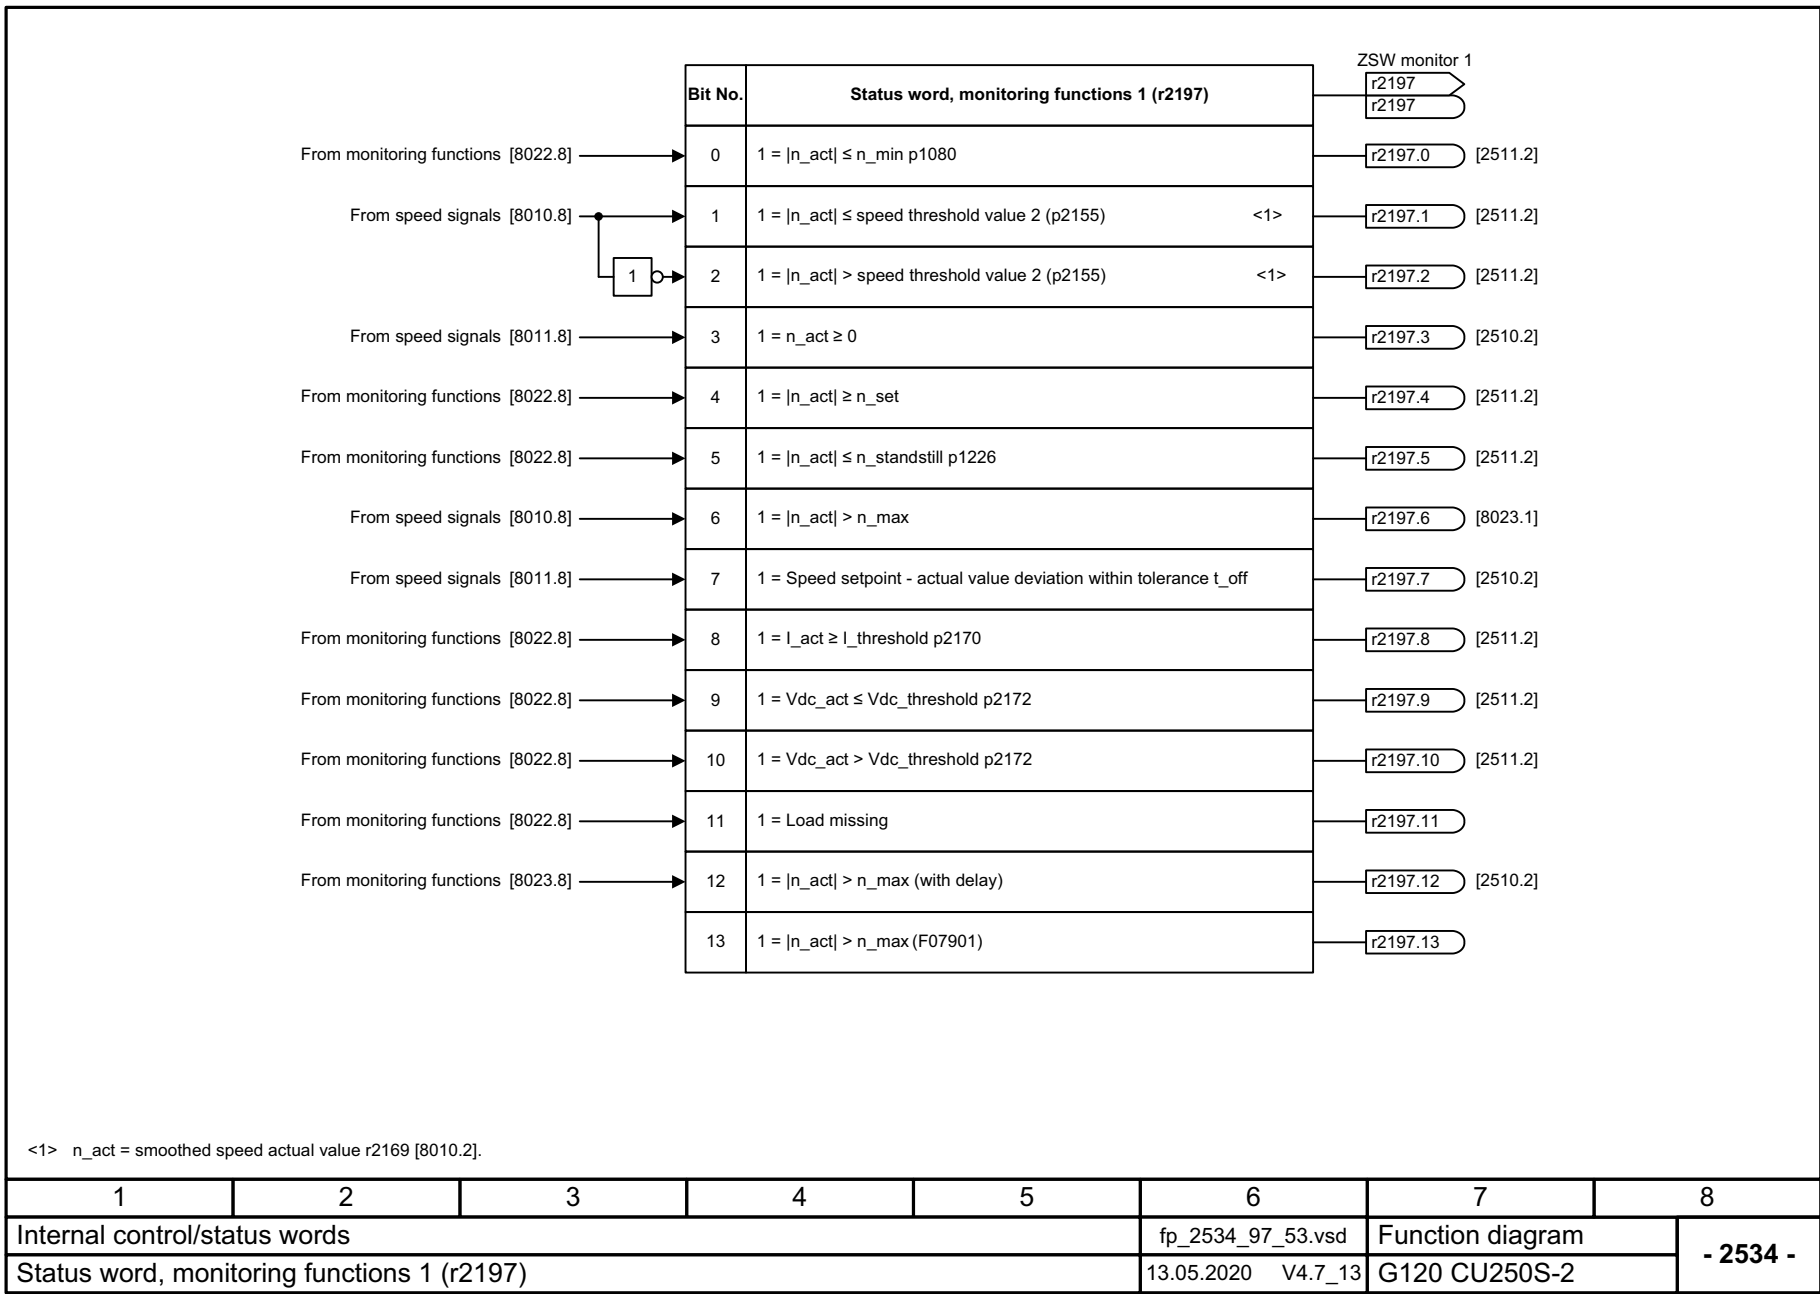 ZSW monitor 1
Bit No. Status word, monitoring functions 1 (r2197) r2197
r2197
From monitoring functions [8022.8] 0 1 = |n_act| ≤ n_min p1080 r2197.0 [2511.2]
From speed signals [8010.8] 1 1 = |n_act| ≤ speed threshold value 2 (p2155) <1> r2197.1 [2511.2]
1 2 1 = |n_act| > speed threshold value 2 (p2155) <1> r2197.2 [2511.2]
From speed signals [8011.8] 3 1 = n_act ≥ 0 r2197.3 [2510.2]
From monitoring functions [8022.8] 4 1 = |n_act| ≥ n_set r2197.4 [2511.2]
From monitoring functions [8022.8] 5 1 = |n_act| ≤ n_standstill p1226 r2197.5 [2511.2]
From speed signals [8010.8] 6 1 = |n_act| > n_max r2197.6 [8023.1]
From speed signals [8011.8] 7 1 = Speed setpoint - actual value deviation within tolerance t_off r2197.7 [2510.2]
From monitoring functions [8022.8] 8 1 = I_act ≥ I_threshold p2170 r2197.8 [2511.2]
From monitoring functions [8022.8] 9 1 = Vdc_act ≤ Vdc_threshold p2172 r2197.9 [2511.2]
From monitoring functions [8022.8] 10 1 = Vdc_act > Vdc_threshold p2172 r2197.10 [2511.2]
From monitoring functions [8022.8] 11 1 = Load missing r2197.11
From monitoring functions [8023.8] 12 1 = |n_act| > n_max (with delay) r2197.12 [2510.2]
13 1 = |n_act| > n_max (F07901) r2197.13
<1> n_act = smoothed speed actual value r2169 [8010.2].
1 2 3 4 5 6 7 8
Internal control/status words fp_2534_97_53.vsd Function diagram - 2534 -
Status word, monitoring functions 1 (r2197) 13.05.2020 V4.7_13 G120 CU250S-2